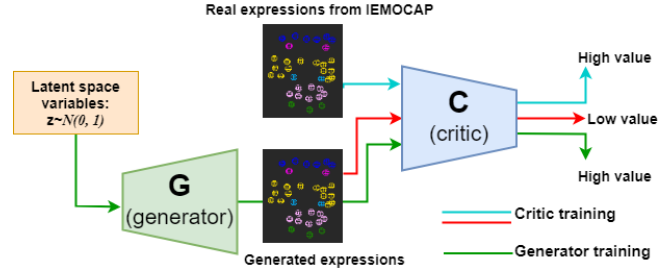 Real expressions from IEMOCAP
Latent space
variables:
z~N(0, 1)
G
(generator)
Generated expressions
C
(critic)
High value
Low value
High value
Critic training
Generator training